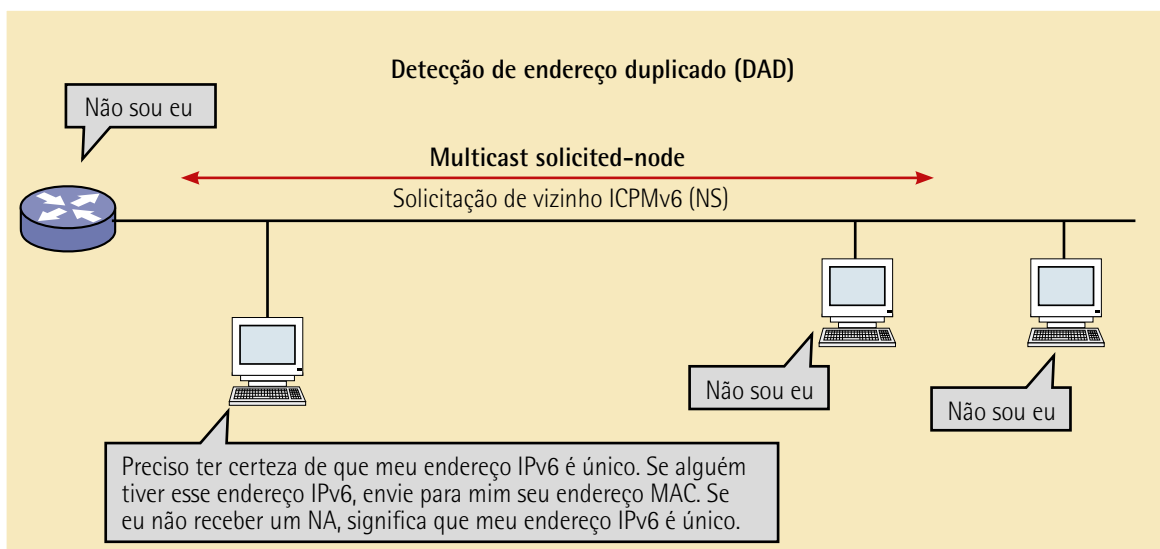 Detecção de endereço duplicado (DAD)
Não sou eu
Multicast solicited-node
Solicitação de vizinho ICPMv6 (NS)
Não sou eu
Não sou eu
Preciso ter certeza de que meu endereço IPv6 é único. Se alguém
tiver esse endereço IPv6, envie para mim seu endereço MAC. Se
eu não receber um NA, significa que meu endereço IPv6 é único.